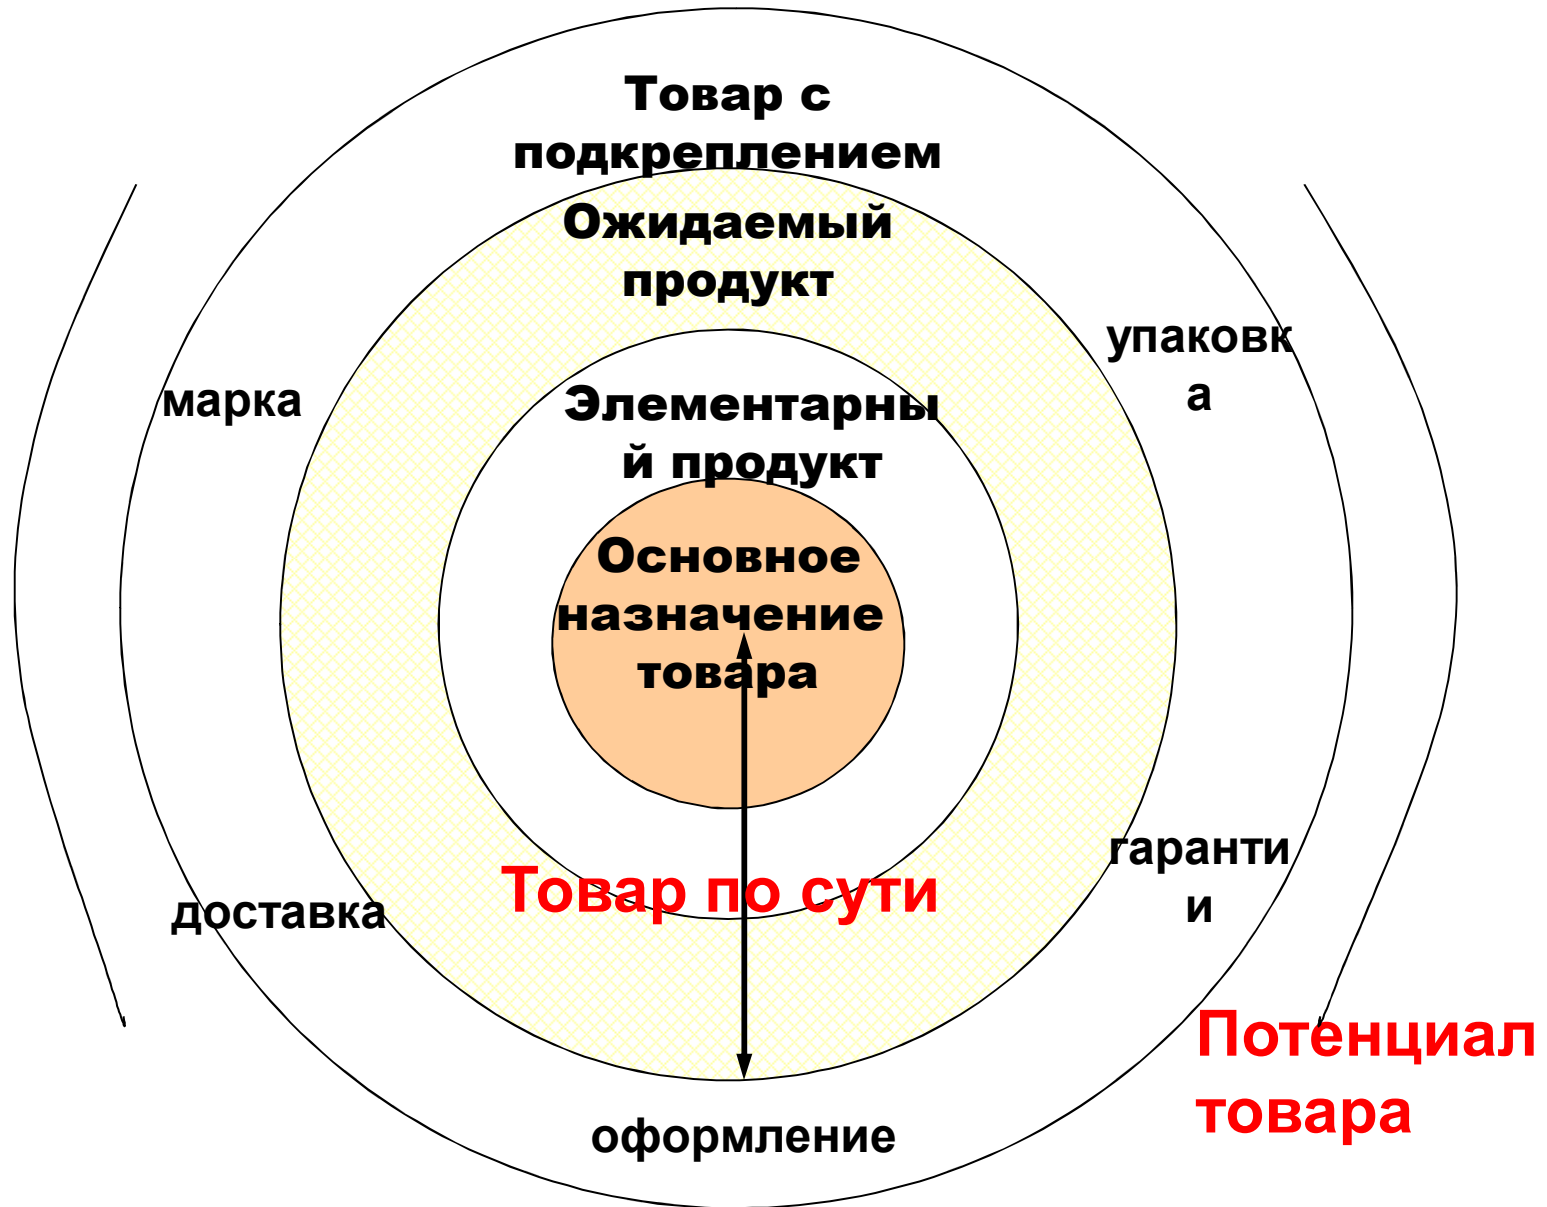 Товар с
подкреплением
Ожидаемый
продукт
упаковк
а
марка
Элементарны
й продукт
Основное
назначение
товара
гаранти
и
Товар по сути
доставка
Потенциал
товара
оформление